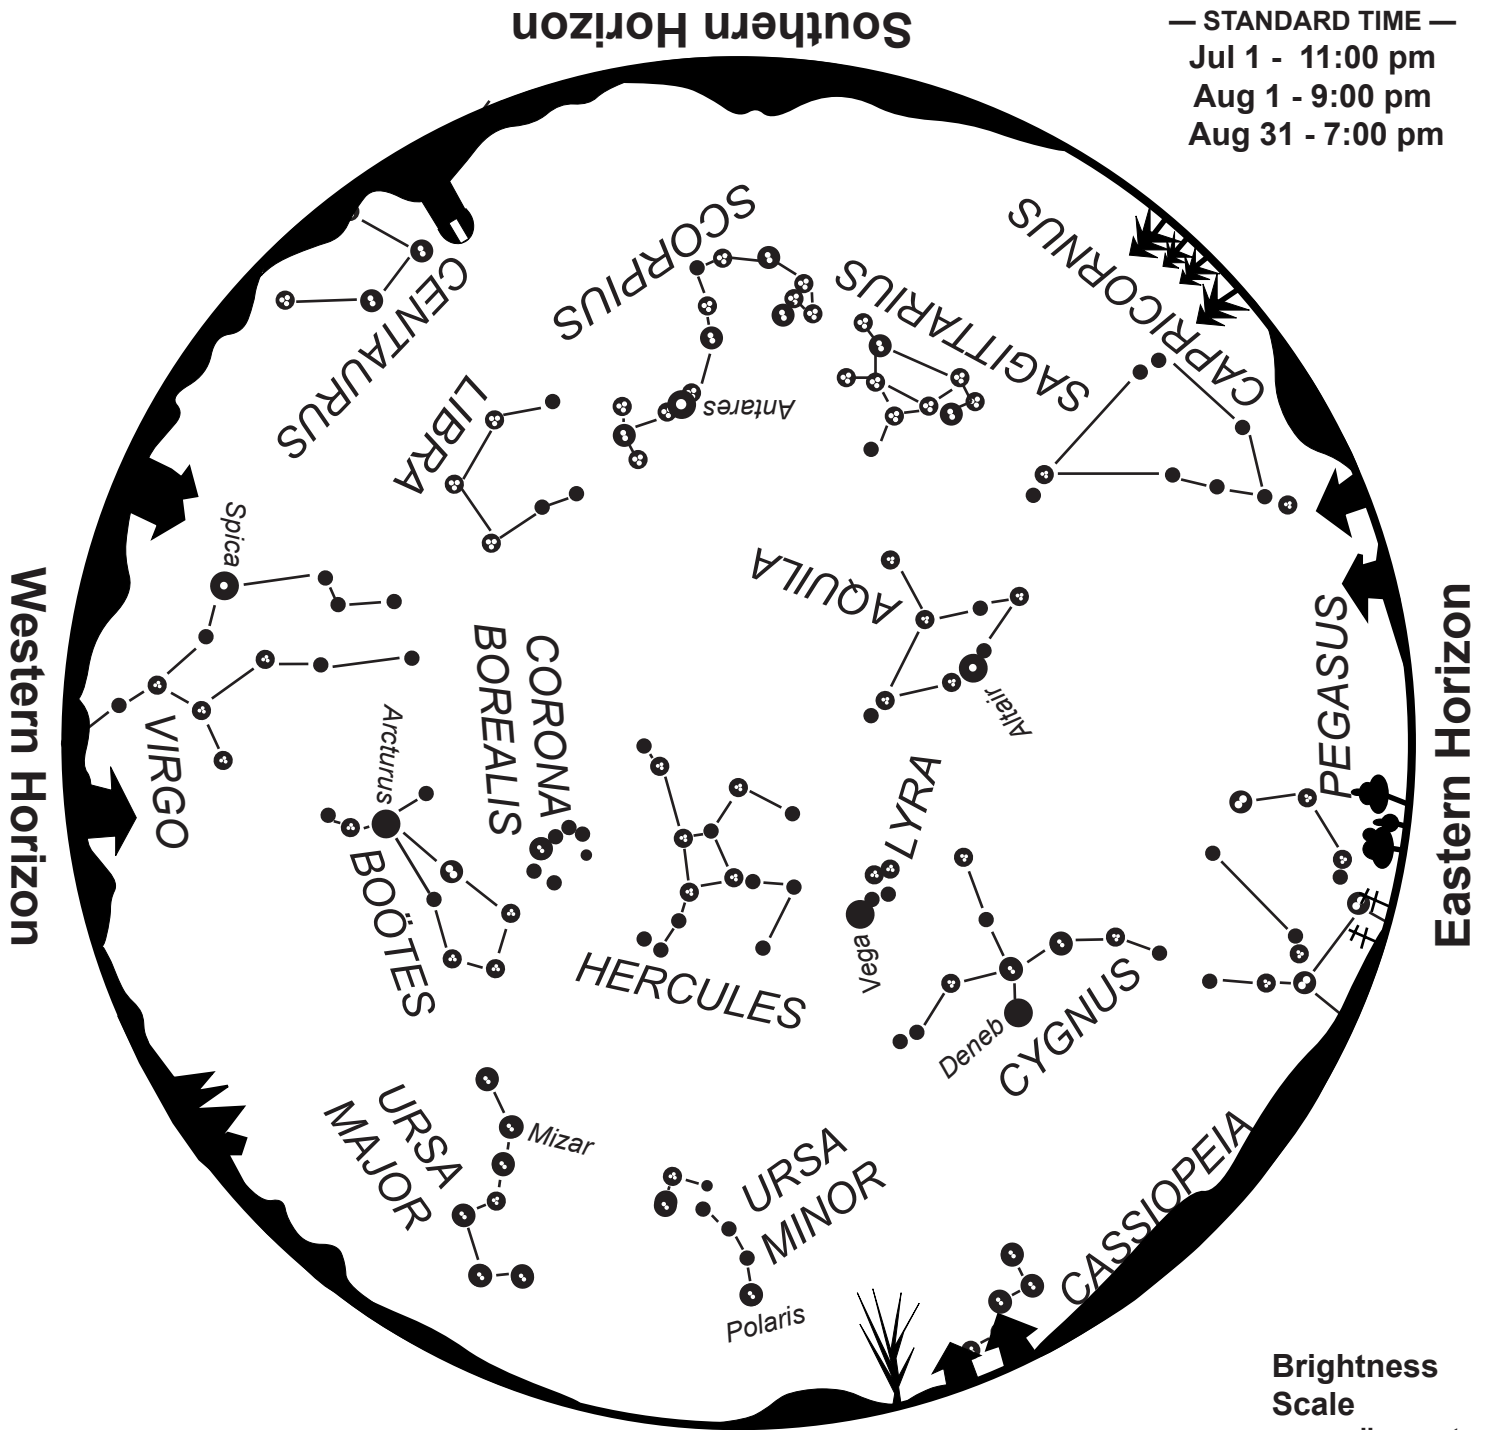 Southern Horizon
— STANDARD TIME —
Jul 1 - 11:00 pm
Aug 1 - 9:00 pm
Aug 31 - 7:00 pm
SCORPIUS
CAPRICORNUS
SAGITTARIUS
CENTAURUS
LIBRA
Antares
Spica
AQUILA
Western Horizon
Eastern Horizon
PEGASUS
CORONA
BOREALIS
Altair
VIRGO
Arcturus
LYRA
BOÖTES
HERCULES
Vega
Deneb
CYGNUS
URSA
MAJOR
Mizar
URSA
MINOR
CASSIOPEIA
Polaris
Brightness
Scale